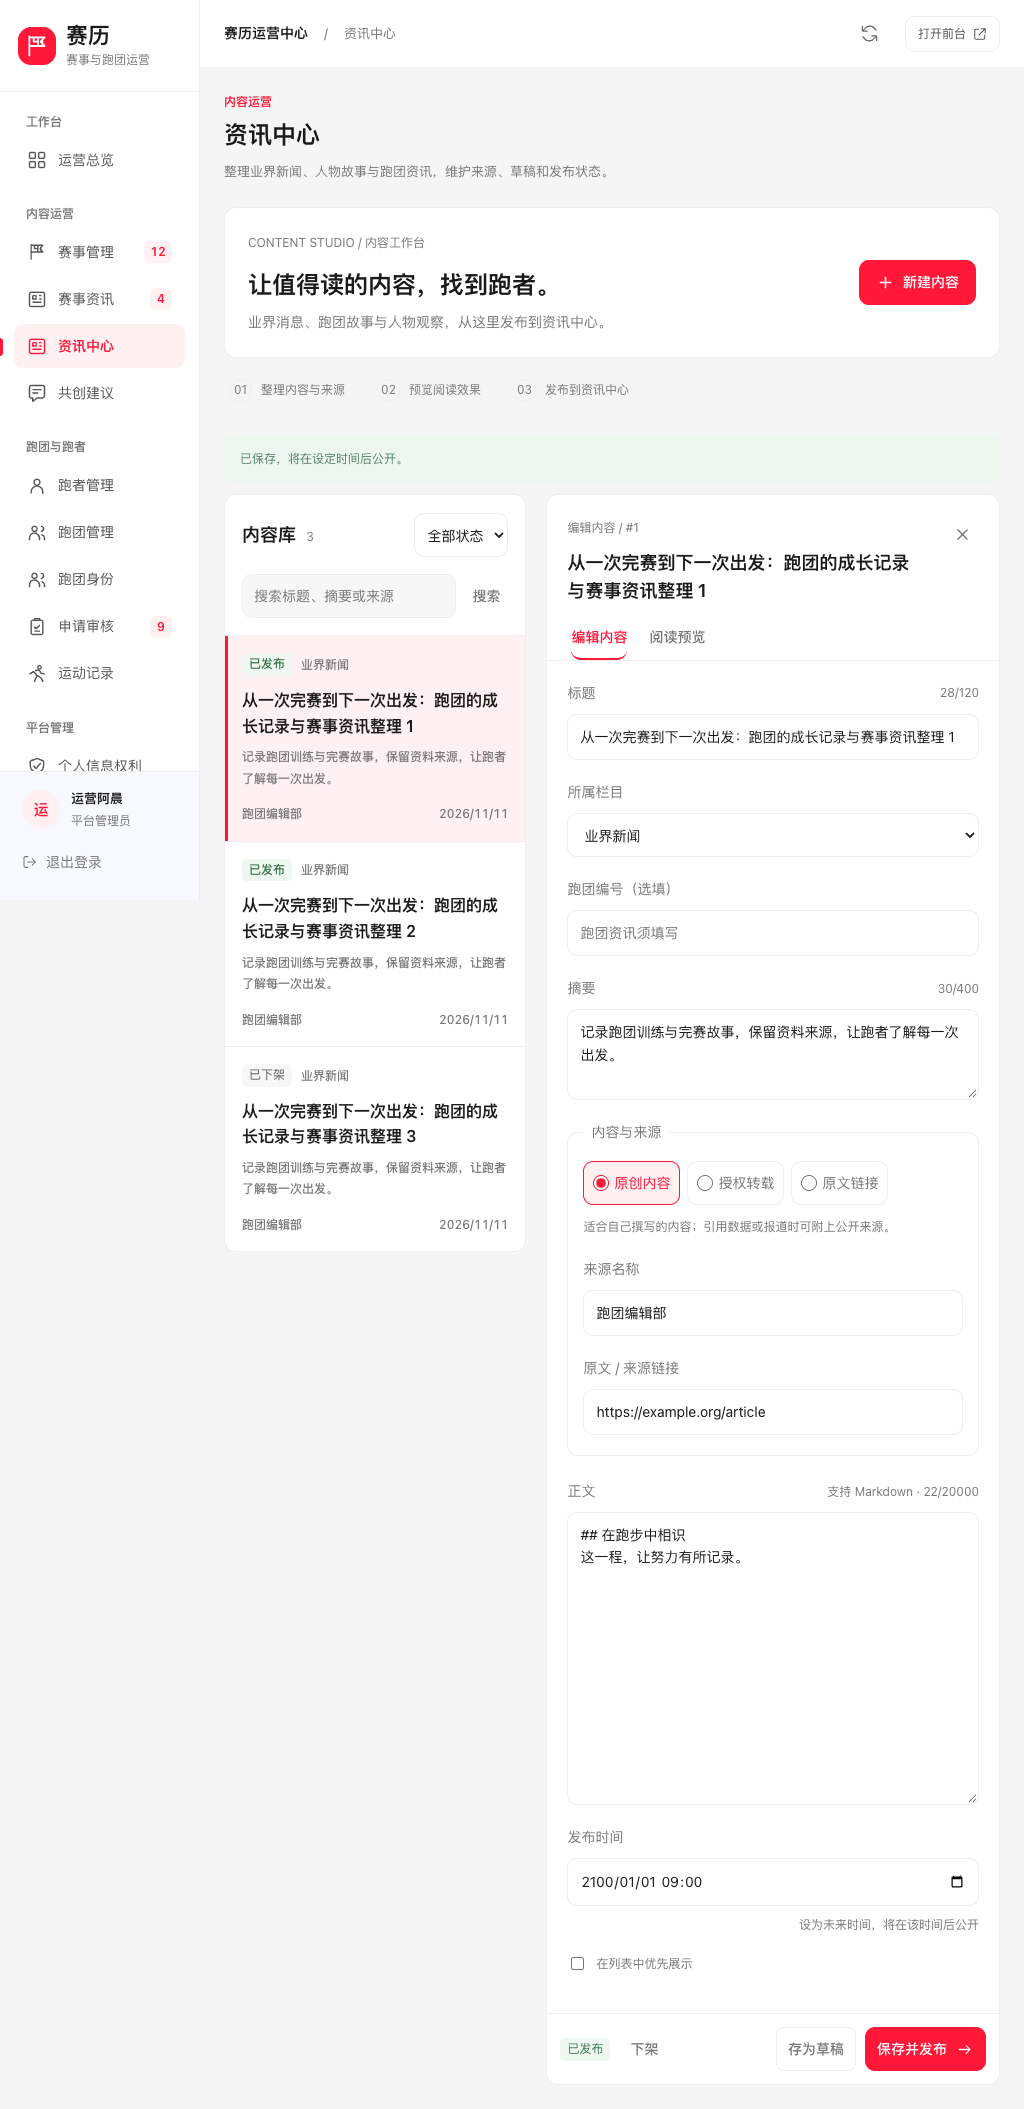 赛历
赛事与跑团运营
工作台
运营总览
内容运营
赛事管理 12
赛事资讯 4
资讯中心
共创建议
跑团与跑者
跑者管理
跑团管理
跑团身份
申请审核 9
运动记录
平台管理
个人信息权利
运
运营阿晨
平台管理员
退出登录
赛历运营中心 / 资讯中心
打开前台
内容运营
资讯中心
整理业界新闻、人物故事与跑团资讯，维护来源、草稿和发布状态。
CONTENT STUDIO / 内容工作台
让值得读的内容，找到跑者。
业界消息、跑团故事与人物观察，从这里发布到资讯中心。
新建内容
01 整理内容与来源 02 预览阅读效果 03 发布到资讯中心
已保存，将在设定时间后公开。
内容库 3
全部状态
搜索标题、摘要或来源
搜索
已发布 业界新闻
从一次完赛到下一次出发：跑团的成
长记录与赛事资讯整理 1
记录跑团训练与完赛故事，保留资料来源，让跑者
了解每一次出发。
跑团编辑部 2026/11/11
已发布 业界新闻
从一次完赛到下一次出发：跑团的成
长记录与赛事资讯整理 2
记录跑团训练与完赛故事，保留资料来源，让跑者
了解每一次出发。
跑团编辑部 2026/11/11
已下架 业界新闻
从一次完赛到下一次出发：跑团的成
长记录与赛事资讯整理 3
记录跑团训练与完赛故事，保留资料来源，让跑者
了解每一次出发。
跑团编辑部 2026/11/11
编辑内容 / #1
从一次完赛到下一次出发：跑团的成长记录
与赛事资讯整理 1
编辑内容 阅读预览
标题 28/120
从一次完赛到下一次出发：跑团的成长记录与赛事资讯整理 1
所属栏目
业界新闻
跑团编号（选填）
跑团资讯须填写
摘要 30/400
记录跑团训练与完赛故事，保留资料来源，让跑者了解每一次
出发。
内容与来源
原创内容 授权转载 原文链接
适合自己撰写的内容；引用数据或报道时可附上公开来源。
来源名称
跑团编辑部
原文 / 来源链接
https://example.org/article
正文 支持 Markdown · 22/20000
## 在跑步中相识
这一程，让努力有所记录。
发布时间
2100/01/01 09:00
设为未来时间，将在该时间后公开
在列表中优先展示
已发布 下架 存为草稿 保存并发布